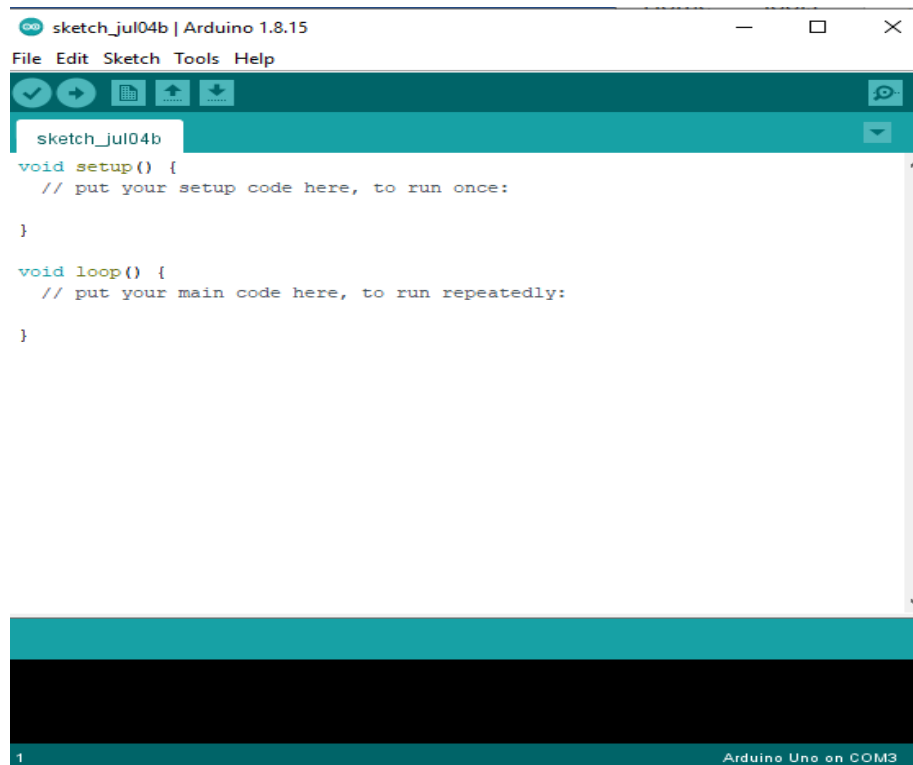 sketch_jul04b | Arduino 1.8.15
File Edit Sketch Tools Help
sketch_jul04b
void setup() {
  // put your setup code here, to run once:
}
void loop() {
  // put your main code here, to run repeatedly:
}
1
Arduino Uno on COM3